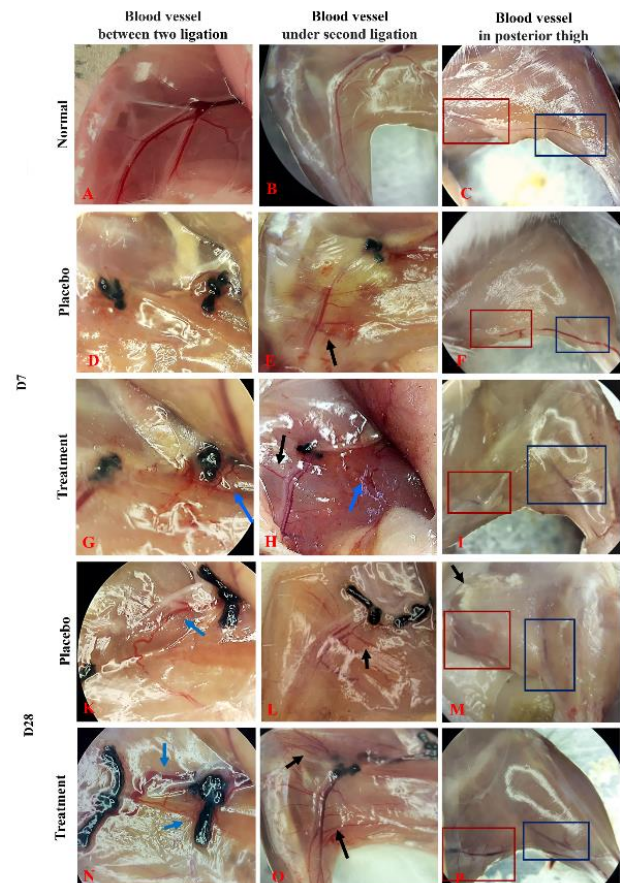 Blood vessel
between two ligation
Blood vessel
under second ligation
Blood vessel
in posterior thigh
Normal
A
B
C
D7
Placebo
D
E
F
Treatment
G
H
I
D28
Placebo
K
L
M
Treatment
N
O
P